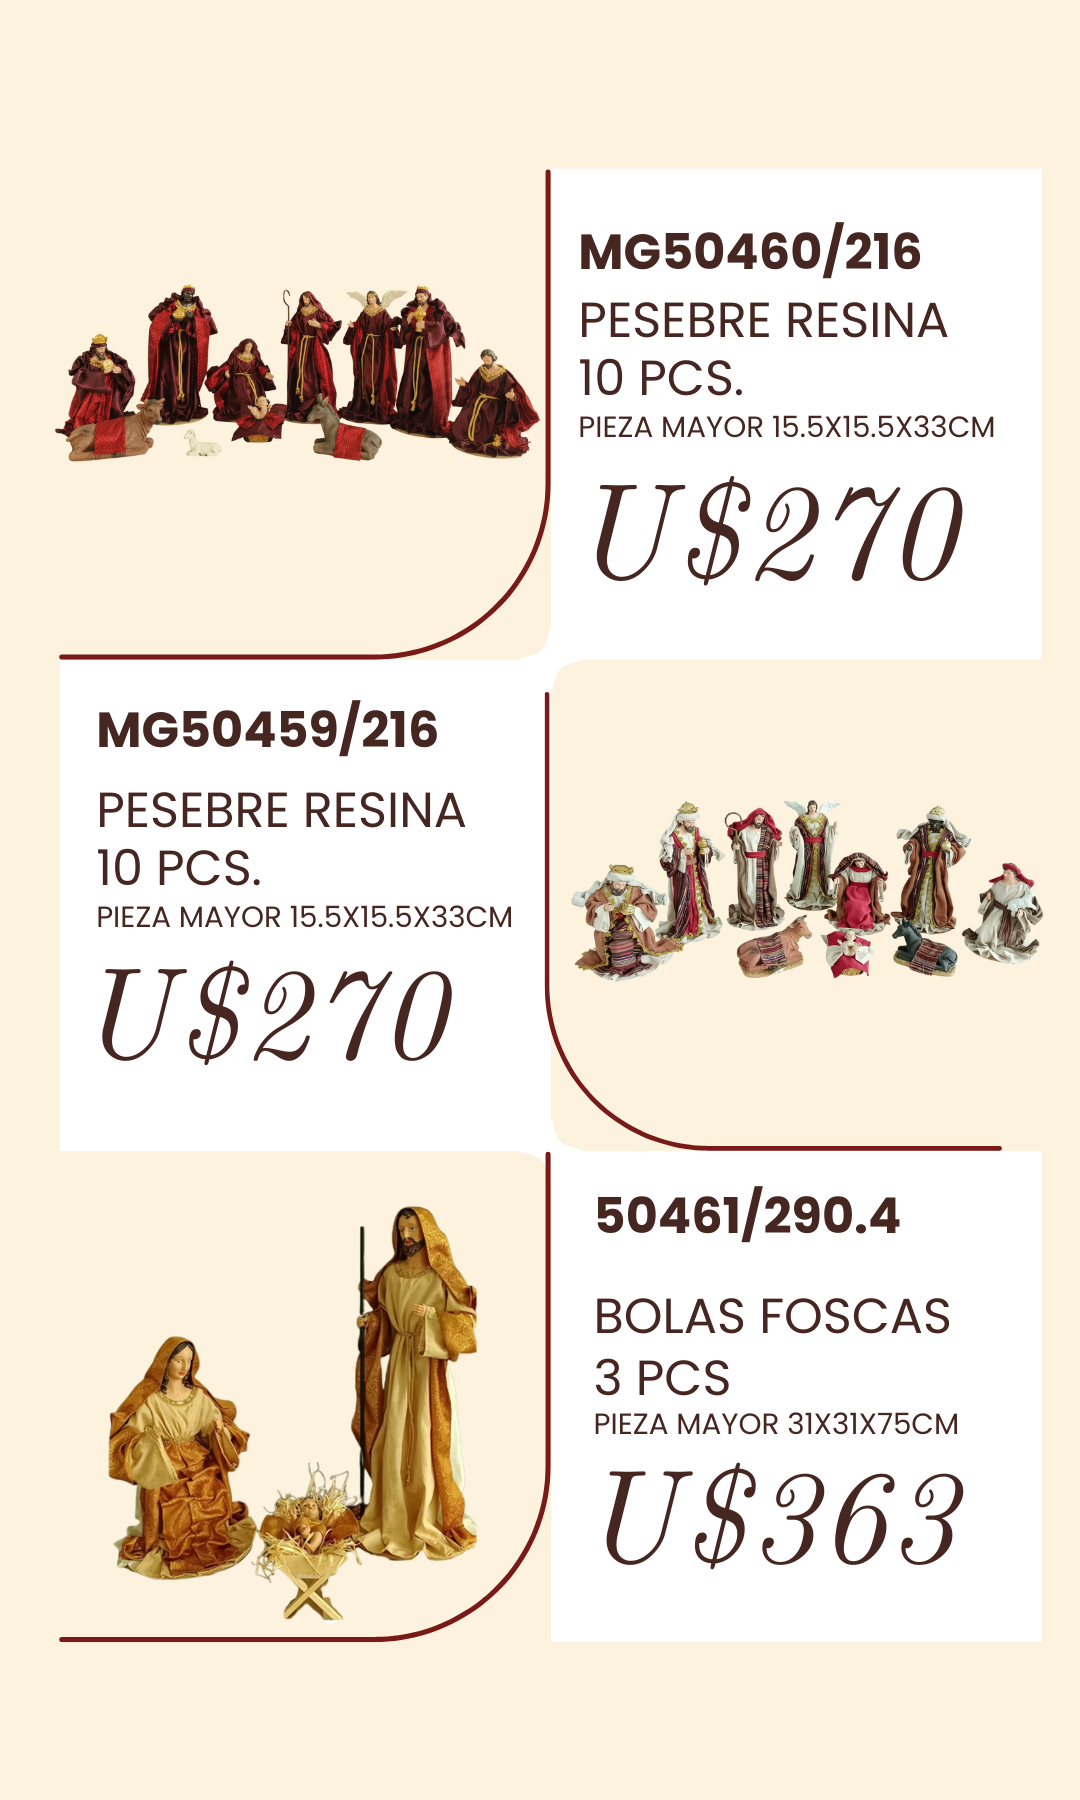 MG50460/216
PESEBRE RESINA
10 PCS.
PIEZA MAYOR 15.5X15.5X33CM
U$270
MG50459/216
PESEBRE RESINA
10 PCS.
PIEZA MAYOR 15.5X15.5X33CM
U$270
50461/290.4
BOLAS FOSCAS
3 PCS
PIEZA MAYOR 31X31X75CM
U$363